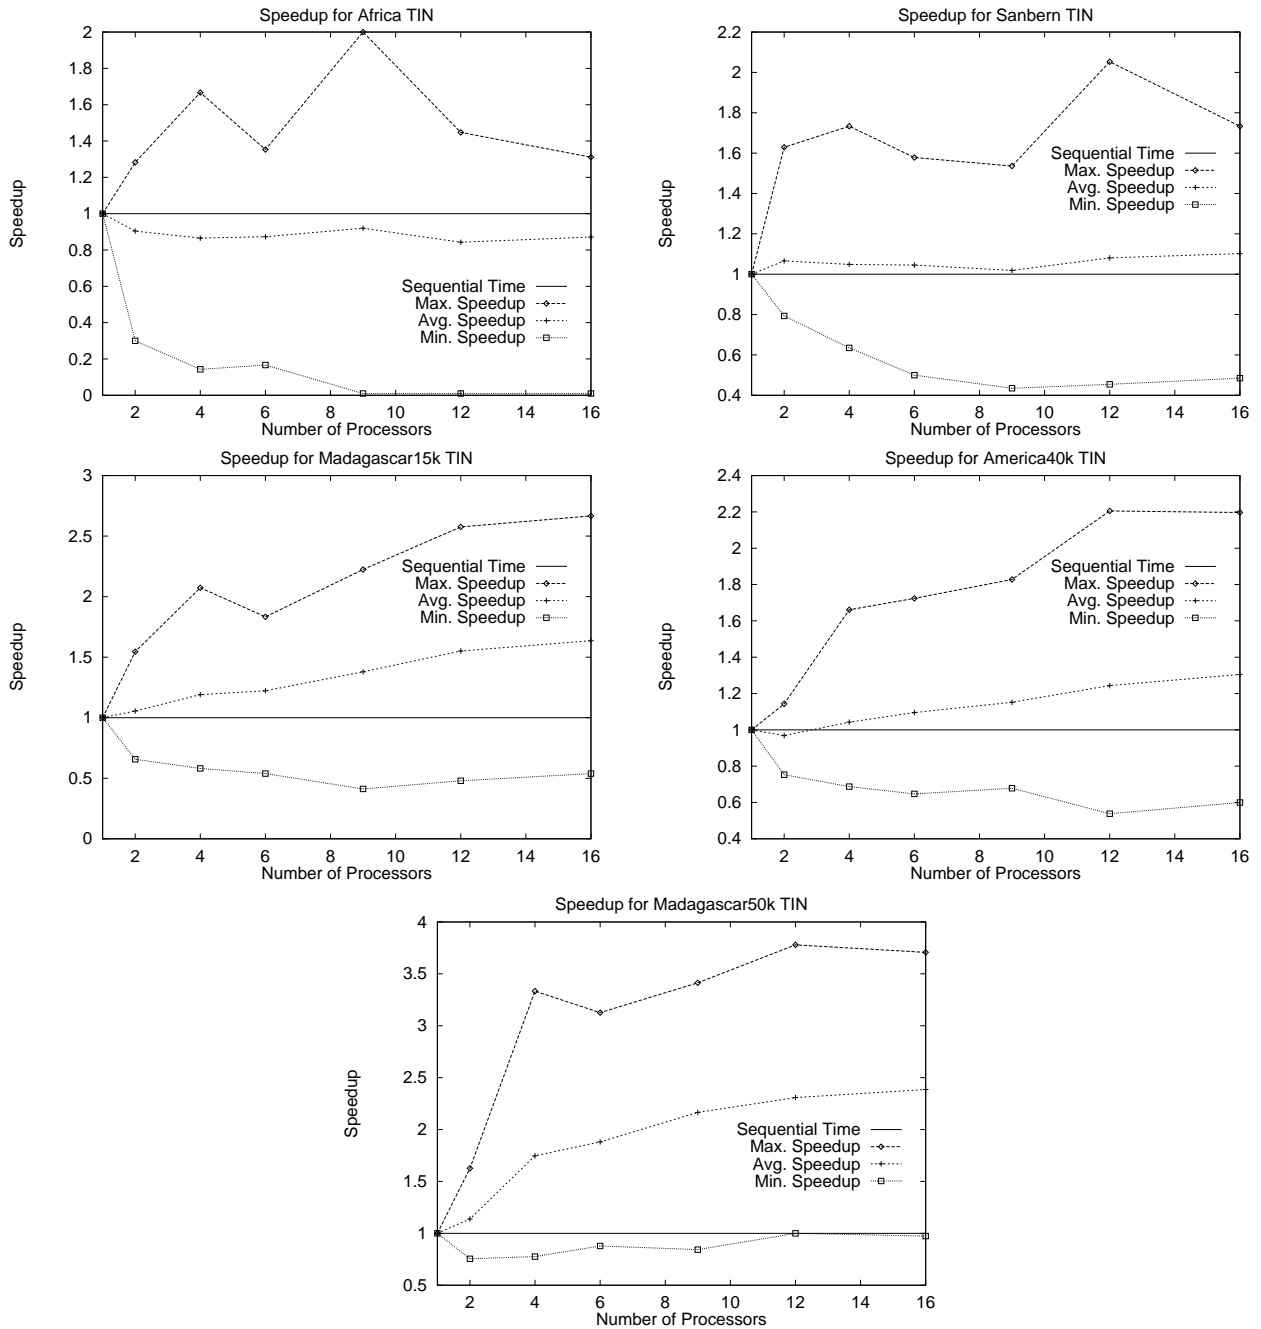 Speedup for Africa TIN
2
1.8
1.6
1.4
1.2
1
0.8
0.6
0.4
0.2
0
Speedup
Sequential Time
Max. Speedup
Avg. Speedup
Min. Speedup
2 4 6 8 10 12 14 16
Number of Processors
Speedup for Sanbern TIN
2.2
2
1.8
1.6
1.4
1.2
1
0.8
0.6
0.4
Speedup
Sequential Time
Max. Speedup
Avg. Speedup
Min. Speedup
2 4 6 8 10 12 14 16
Number of Processors
Speedup for Madagascar15k TIN
3
2.5
2
1.5
1
0.5
0
Speedup
Sequential Time
Max. Speedup
Avg. Speedup
Min. Speedup
2 4 6 8 10 12 14 16
Number of Processors
Speedup for America40k TIN
2.4
2.2
2
1.8
1.6
1.4
1.2
1
0.8
0.6
0.4
Speedup
Sequential Time
Max. Speedup
Avg. Speedup
Min. Speedup
2 4 6 8 10 12 14 16
Number of Processors
Speedup for Madagascar50k TIN
4
3.5
3
2.5
2
1.5
1
0.5
Speedup
Sequential Time
Max. Speedup
Avg. Speedup
Min. Speedup
2 4 6 8 10 12 14 16
Number of Processors